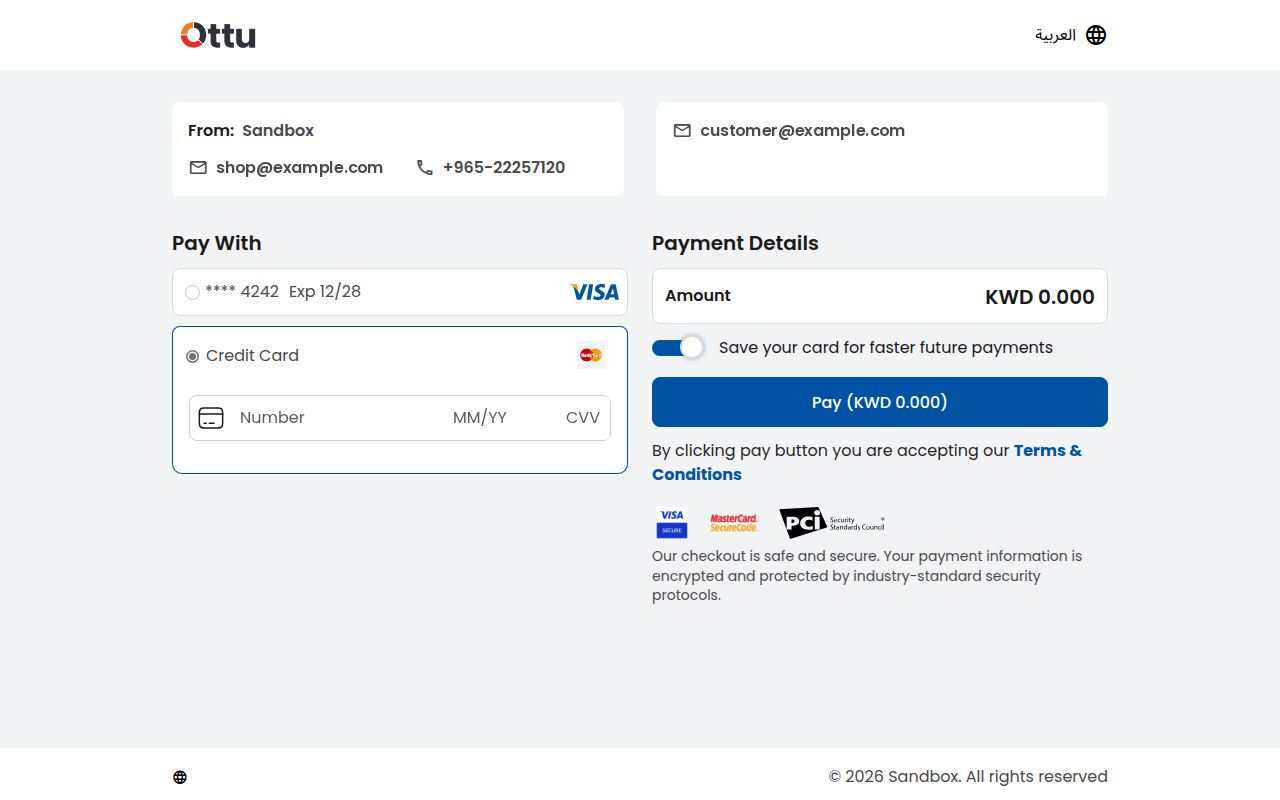 Ottu
العربية
From: Sandbox
shop@example.com +965-22257120
customer@example.com
Pay With
**** 4242 Exp 12/28
VISA
Credit Card
MasterCard
Number MM/YY CVV
Payment Details
Amount KWD 0.000
Save your card for faster future payments
Pay (KWD 0.000)
By clicking pay button you are accepting our Terms &
Conditions
VISA
SECURE
MasterCard.
SecureCode.
PCI Security
Standards Council
Our checkout is safe and secure. Your payment information is
encrypted and protected by industry-standard security
protocols.
© 2026 Sandbox. All rights reserved